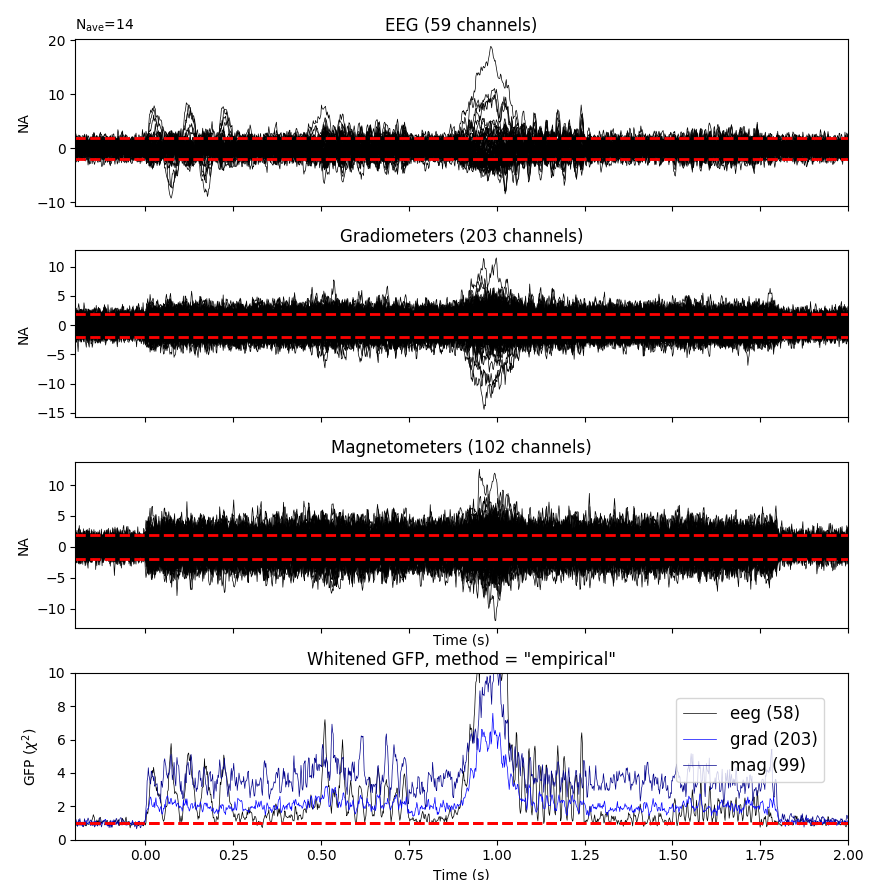 N_ave=14
EEG (59 channels)
20
10
0
−10
NA
Gradiometers (203 channels)
10
5
0
−5
−10
−15
NA
Magnetometers (102 channels)
10
5
0
−5
−10
NA
Time (s)
Whitened GFP, method = "empirical"
10
8
6
4
2
0
GFP (χ²)
eeg (58)
grad (203)
mag (99)
0.00 0.25 0.50 0.75 1.00 1.25 1.50 1.75 2.00
Time (s)